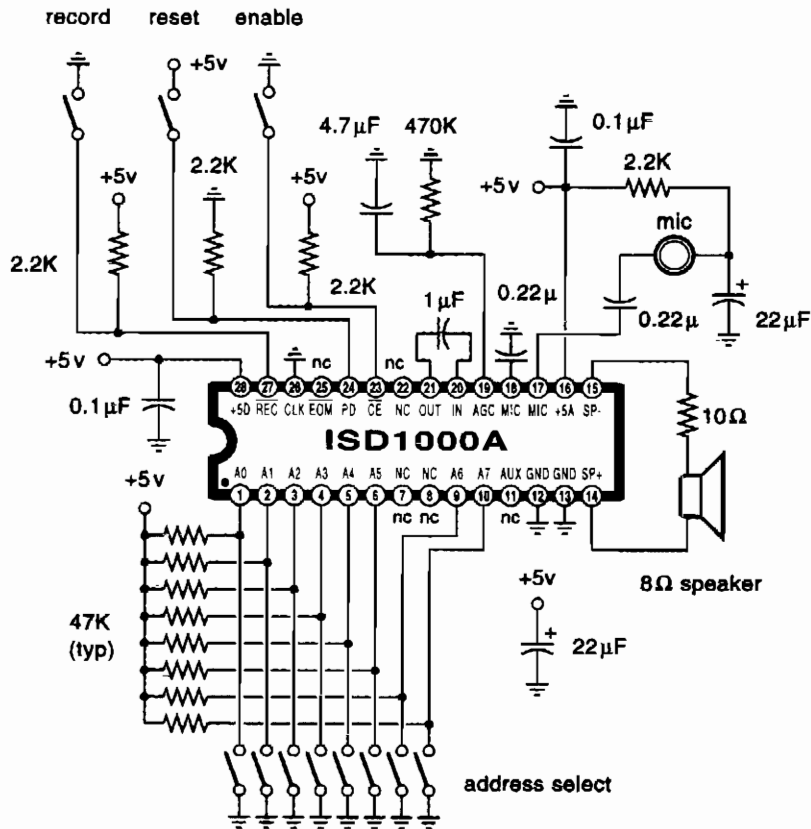 record reset enable
+5v
4.7µF 470K 0.1µF
2.2K
+5v 2.2K +5v +5v
mic
2.2K 2.2K 1µF 0.22µ 0.22µ 22µF
+
+5v
nc nc
0.1µF
28 27 26 25 24 23 22 21 20 19 18 17 16 15
+5D REC CLK EOM PD CE NC OUT IN AGC MIC MIC +5A SP-
10Ω
ISD1000A
A0 A1 A2 A3 A4 A5 NC NC A6 A7 AUX GND GND SP+
1 2 3 4 5 6 7 8 9 10 11 12 13 14
+5v
nc nc nc
8Ω speaker
+5v
47K
(typ)
+
22µF
address select